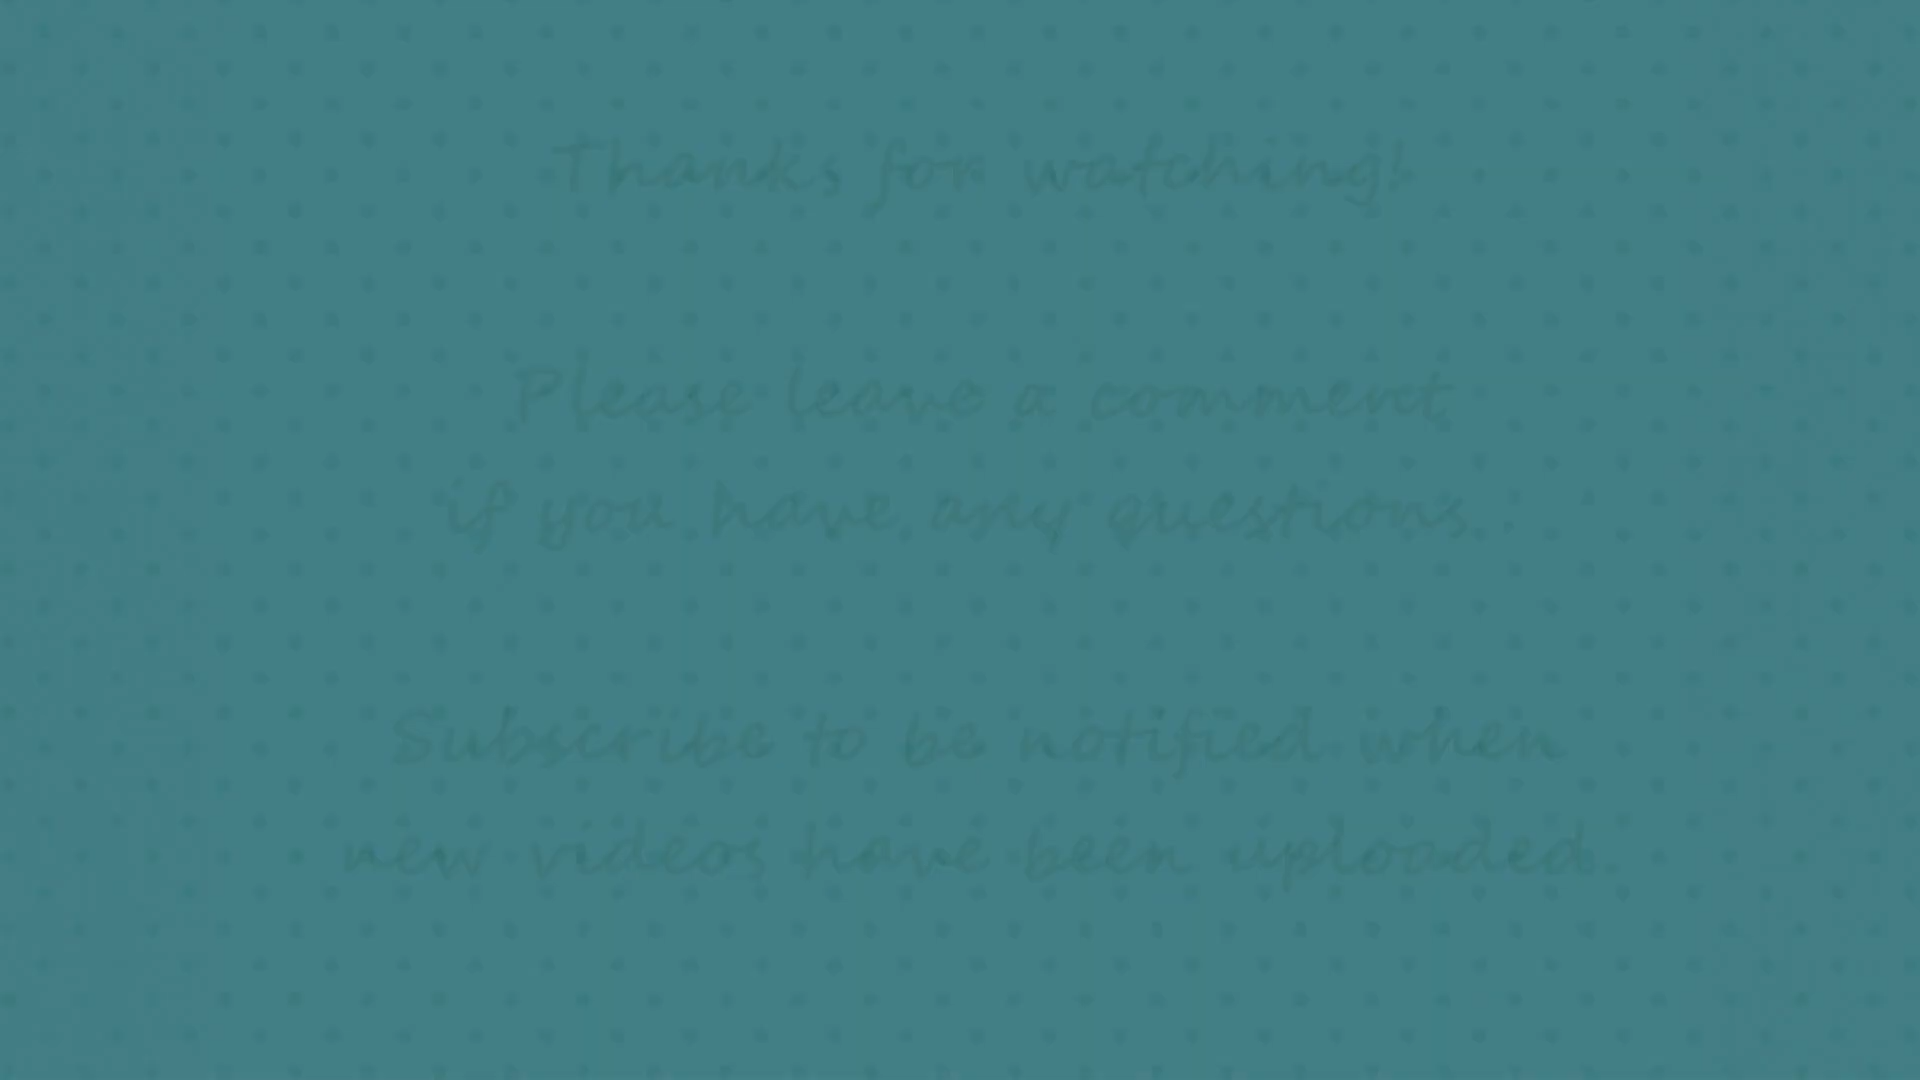 Thanks for watching!
Please leave a comment
if you have any questions.
Subscribe to be notified when
new videos have been uploaded.